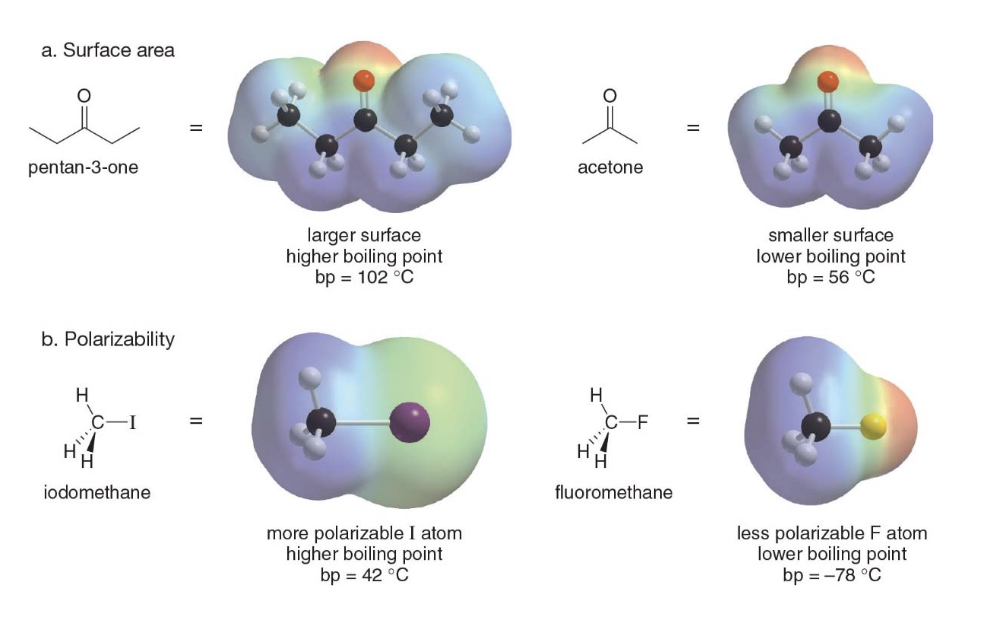 a. Surface area
O
=
pentan-3-one
larger surface
higher boiling point
bp = 102 °C
O
=
acetone
smaller surface
lower boiling point
bp = 56 °C
b. Polarizability
H
C—I
H
H
=
iodomethane
more polarizable I atom
higher boiling point
bp = 42 °C
H
C—F
H
H
=
fluoromethane
less polarizable F atom
lower boiling point
bp = –78 °C